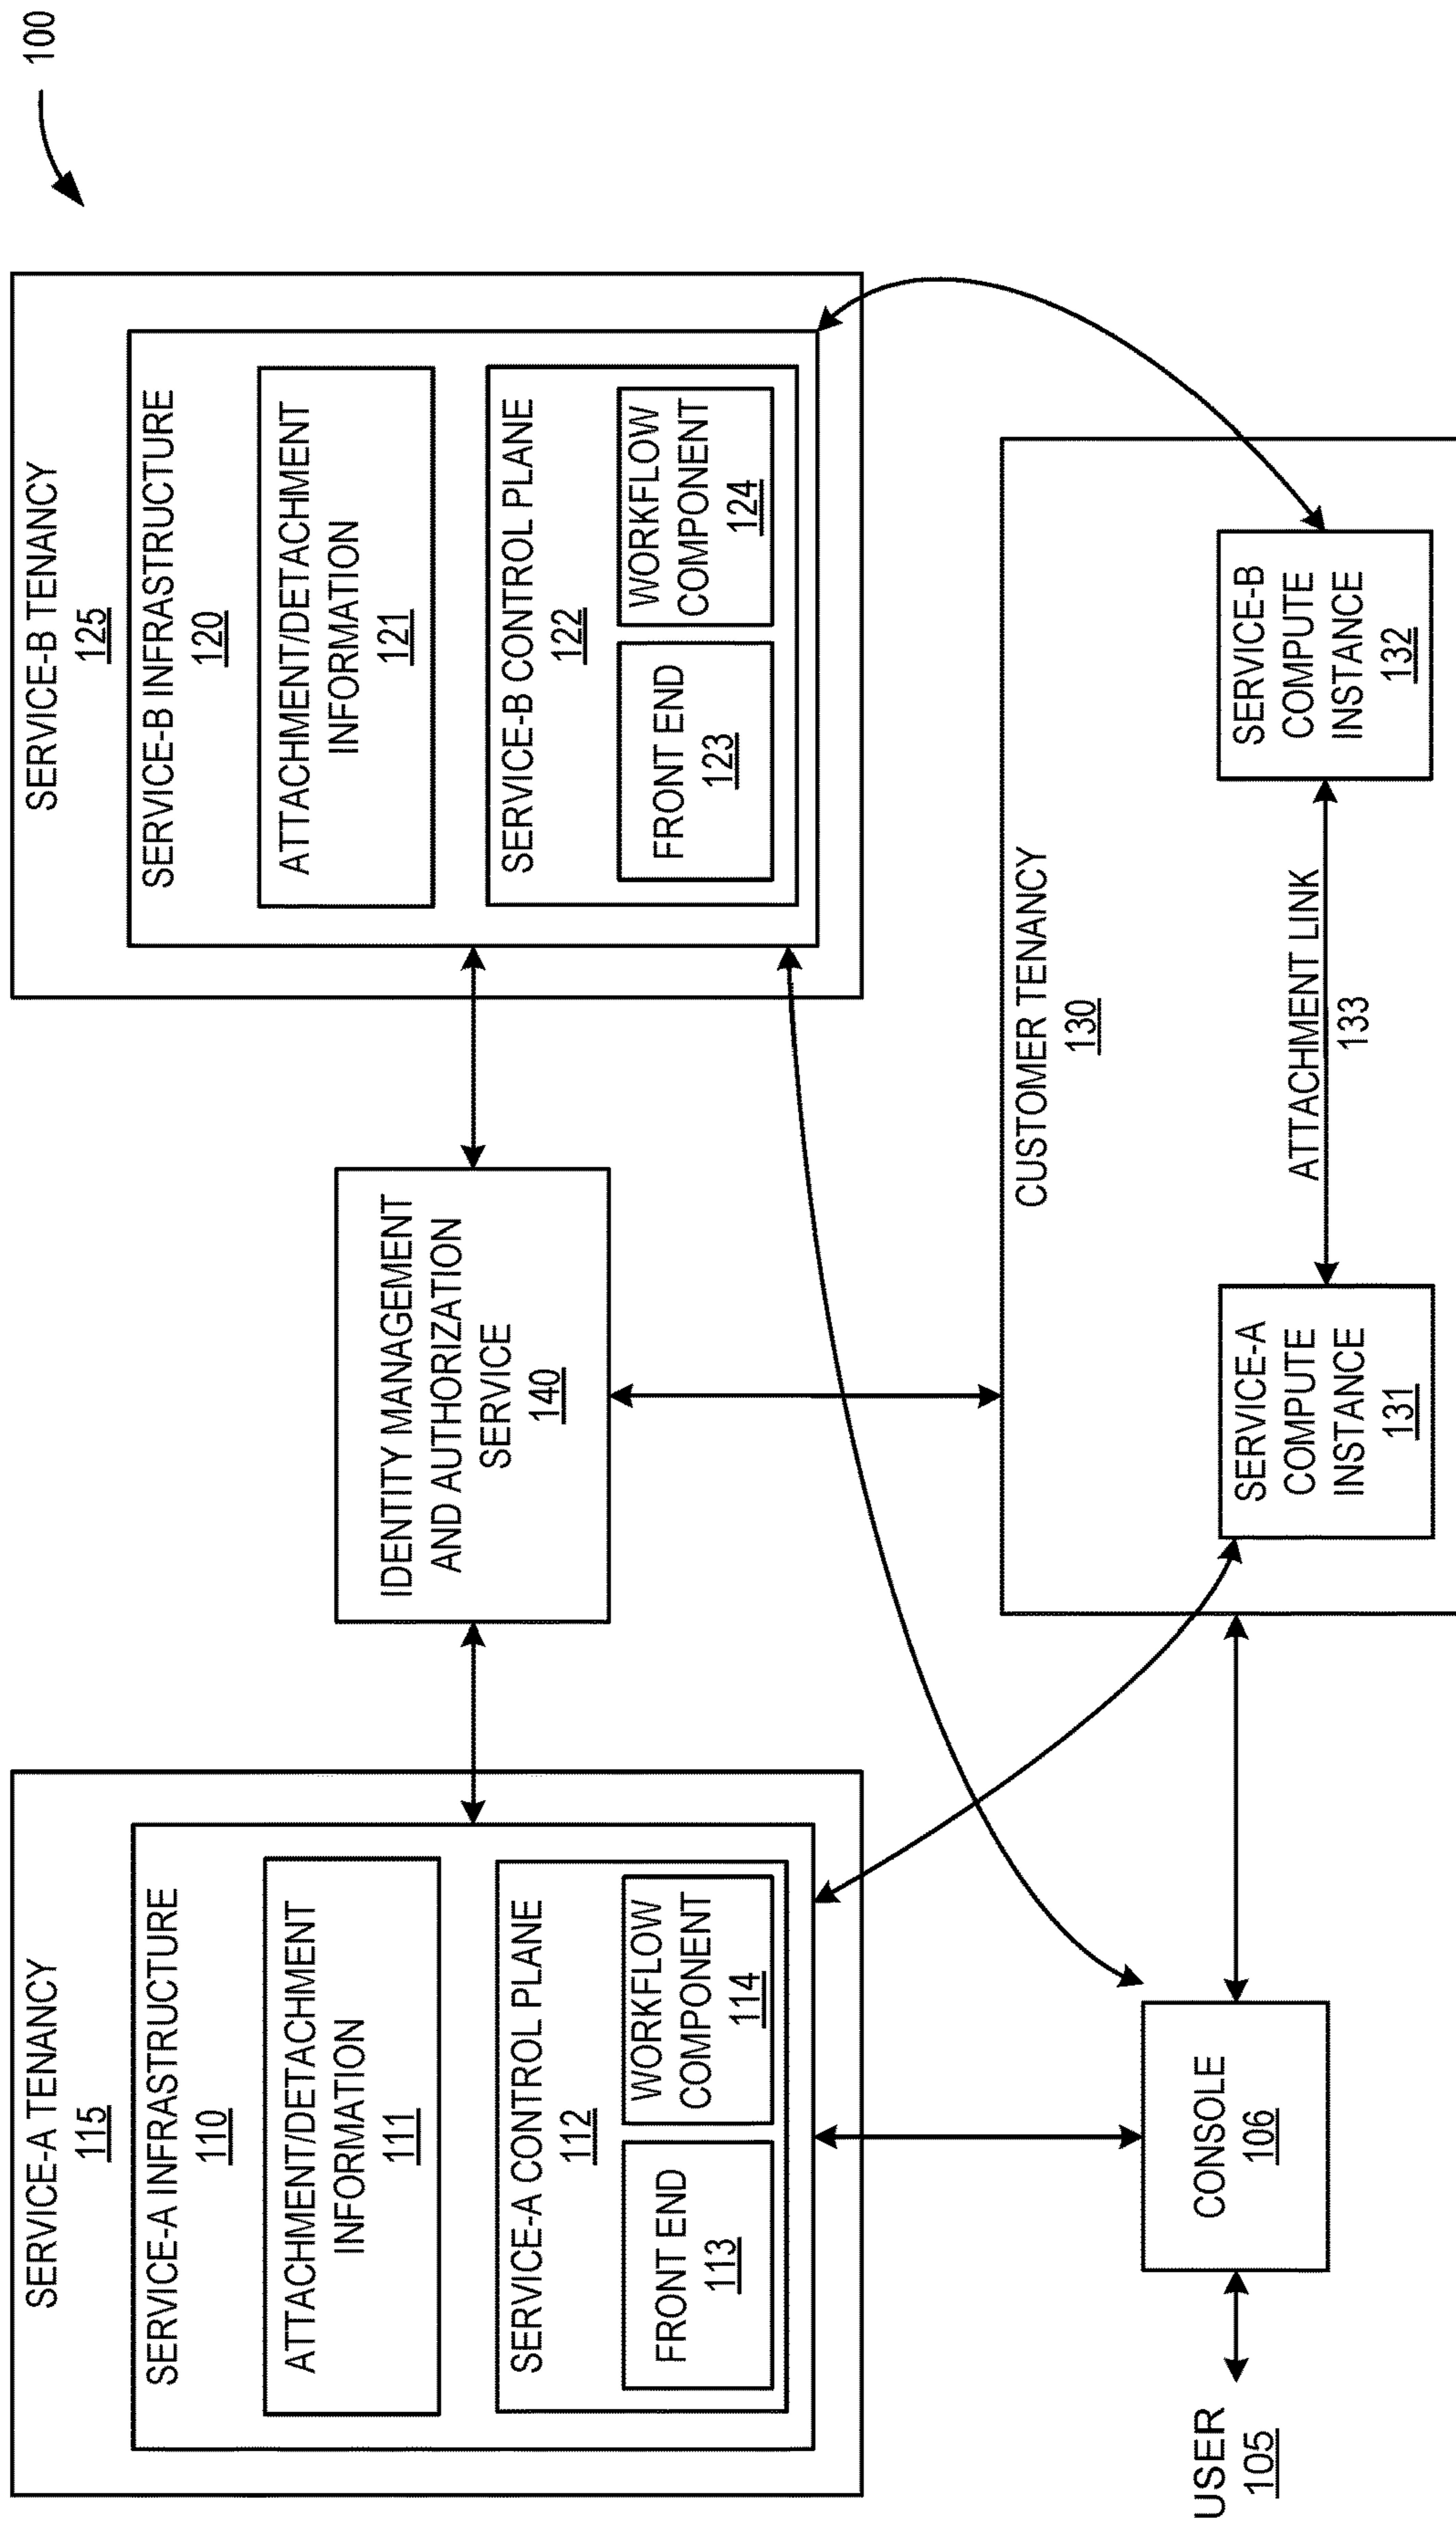 100
SERVICE-A TENANCY
115
SERVICE-A INFRASTRUCTURE
110
ATTACHMENT/DETACHMENT
INFORMATION
111
SERVICE-A CONTROL PLANE
112
FRONT END
113
WORKFLOW
COMPONENT
114
IDENTITY MANAGEMENT
AND AUTHORIZATION
SERVICE
140
SERVICE-B TENANCY
125
SERVICE-B INFRASTRUCTURE
120
ATTACHMENT/DETACHMENT
INFORMATION
121
SERVICE-B CONTROL PLANE
122
FRONT END
123
WORKFLOW
COMPONENT
124
USER
105
CONSOLE
106
CUSTOMER TENANCY
130
SERVICE-A
COMPUTE
INSTANCE
131
ATTACHMENT LINK
133
SERVICE-B
COMPUTE
INSTANCE
132